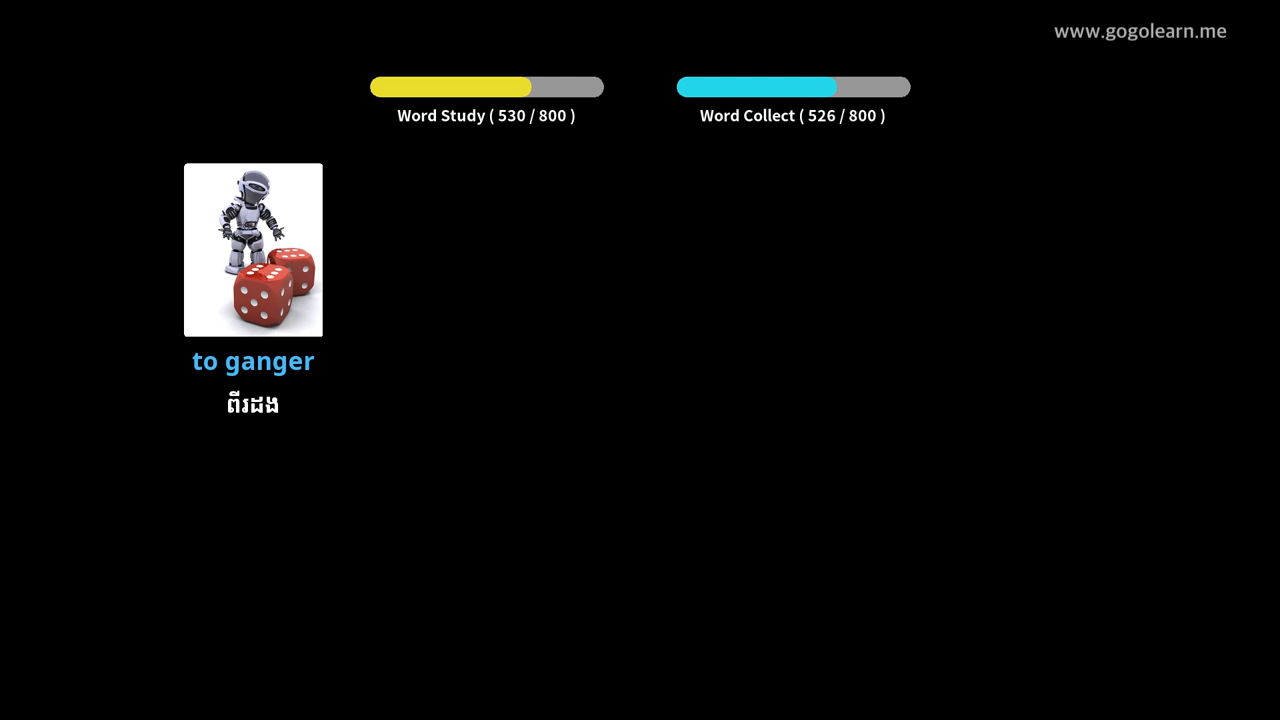 www.gogolearn.me
Word Study ( 530 / 800 )
Word Collect ( 526 / 800 )
to ganger
ពីរដង